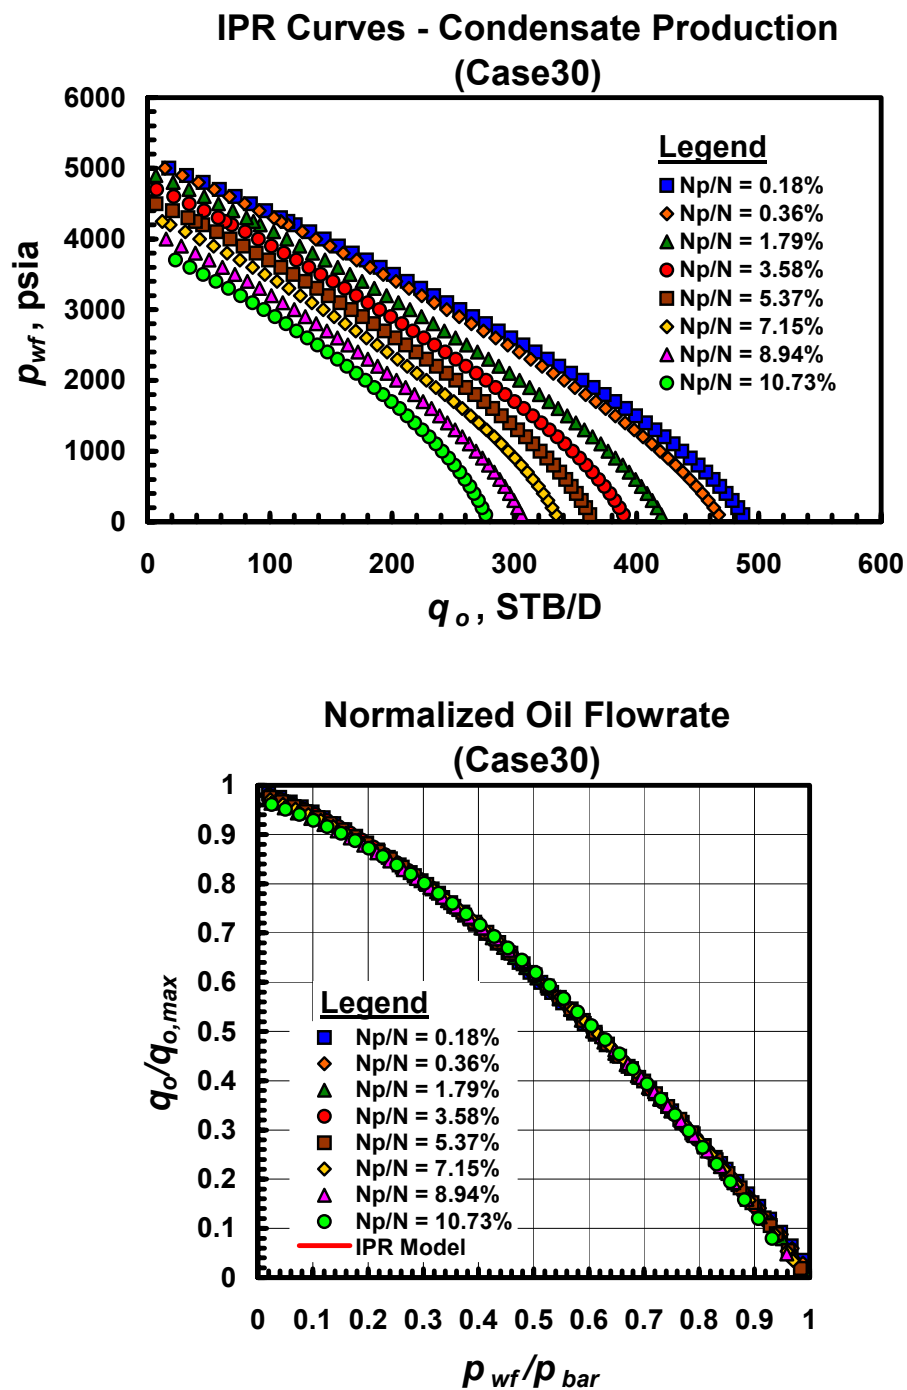 IPR Curves - Condensate Production
(Case30)
6000
5000
4000
3000
2000
1000
0
p wf , psia
Legend
Np/N = 0.18%
Np/N = 0.36%
Np/N = 1.79%
Np/N = 3.58%
Np/N = 5.37%
Np/N = 7.15%
Np/N = 8.94%
Np/N = 10.73%
0 100 200 300 400 500 600
q o , STB/D
Normalized Oil Flowrate
(Case30)
1
0.9
0.8
0.7
0.6
0.5
0.4
0.3
0.2
0.1
0
qo/qo,max
Legend
Np/N = 0.18%
Np/N = 0.36%
Np/N = 1.79%
Np/N = 3.58%
Np/N = 5.37%
Np/N = 7.15%
Np/N = 8.94%
Np/N = 10.73%
IPR Model
0 0.1 0.2 0.3 0.4 0.5 0.6 0.7 0.8 0.9 1
p wf /p bar